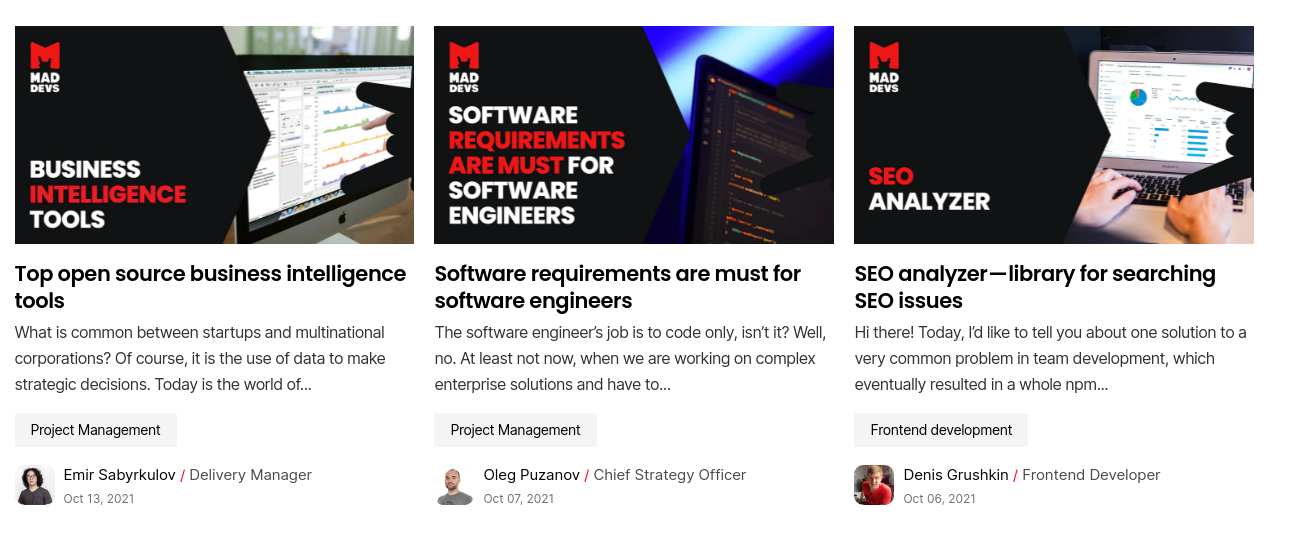 MAD
DEVS
BUSINESS
INTELLIGENCE
TOOLS
Top open source business intelligence
tools
What is common between startups and multinational
corporations? Of course, it is the use of data to make
strategic decisions. Today is the world of...
Project Management
Emir Sabyrkulov / Delivery Manager
Oct 13, 2021
MAD
DEVS
SOFTWARE
REQUIREMENTS
ARE MUST FOR
SOFTWARE
ENGINEERS
Software requirements are must for
software engineers
The software engineer’s job is to code only, isn’t it? Well,
no. At least not now, when we are working on complex
enterprise solutions and have to...
Project Management
Oleg Puzanov / Chief Strategy Officer
Oct 07, 2021
MAD
DEVS
SEO
ANALYZER
SEO analyzer—library for searching
SEO issues
Hi there! Today, I’d like to tell you about one solution to a
very common problem in team development, which
eventually resulted in a whole npm...
Frontend development
Denis Grushkin / Frontend Developer
Oct 06, 2021